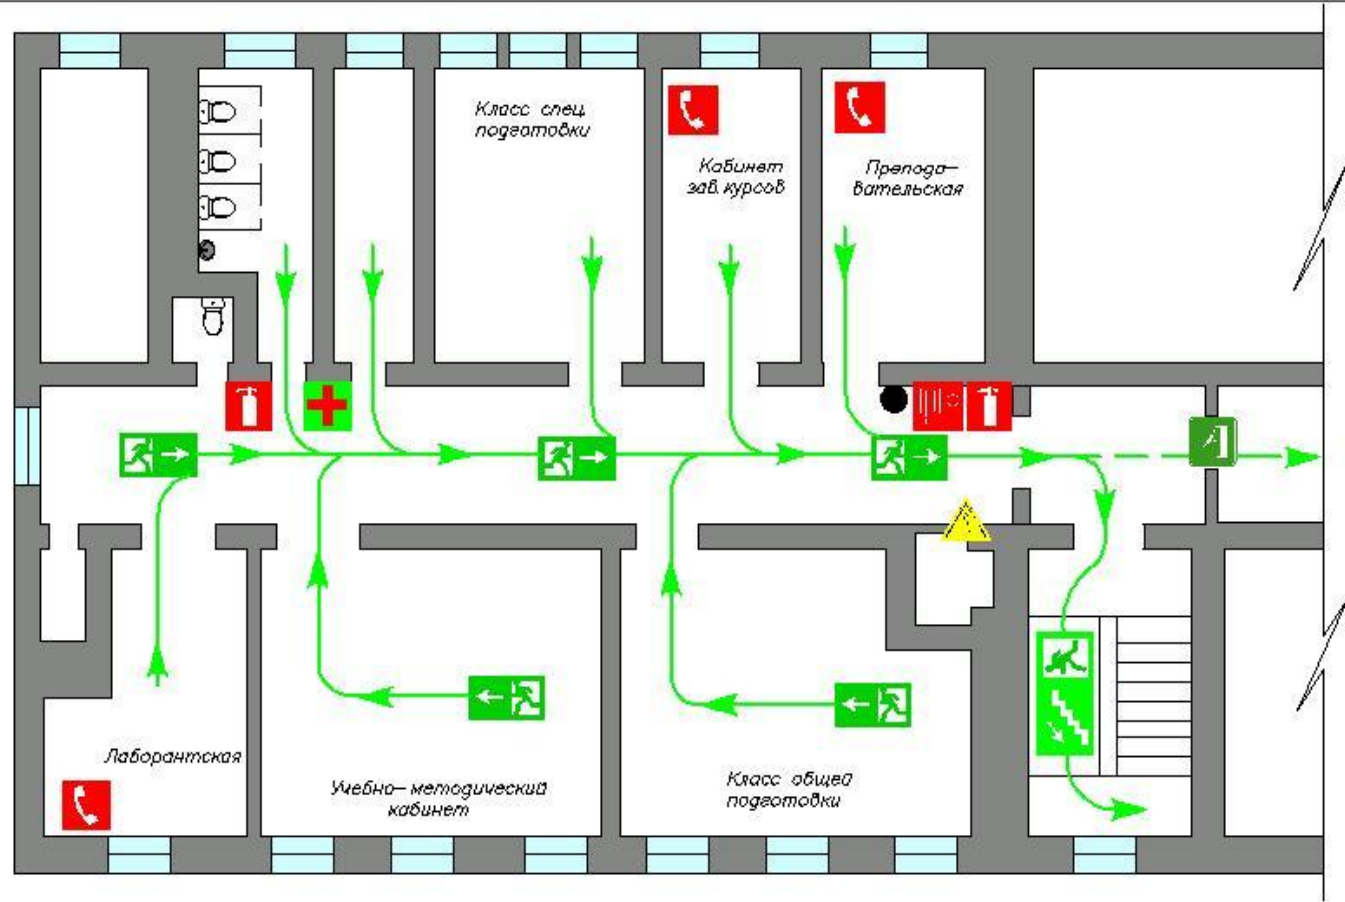 Класс спец.
подготовки
Кабинет
зав. курсов
Препода-
вательская
Лаборантская
Учебно-методический
кабинет
Класс общей
подготовки